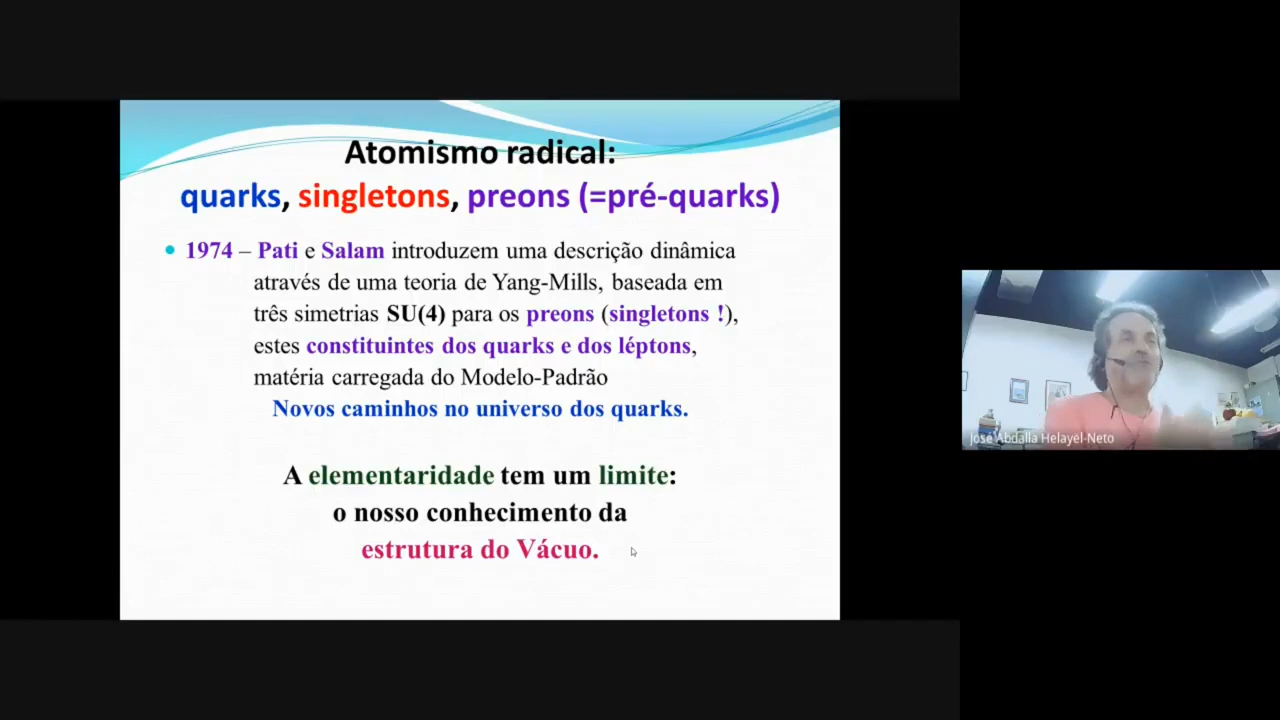 Atomismo radical:
quarks, singletons, preons (=pré-quarks)
1974 – Pati e Salam introduzem uma descrição dinâmica
através de uma teoria de Yang-Mills, baseada em
três simetrias SU(4) para os preons (singletons !),
estes constituintes dos quarks e dos léptons,
matéria carregada do Modelo-Padrão
Novos caminhos no universo dos quarks.
A elementaridade tem um limite:
o nosso conhecimento da
estrutura do Vácuo.
José Abdalla Helayël-Neto